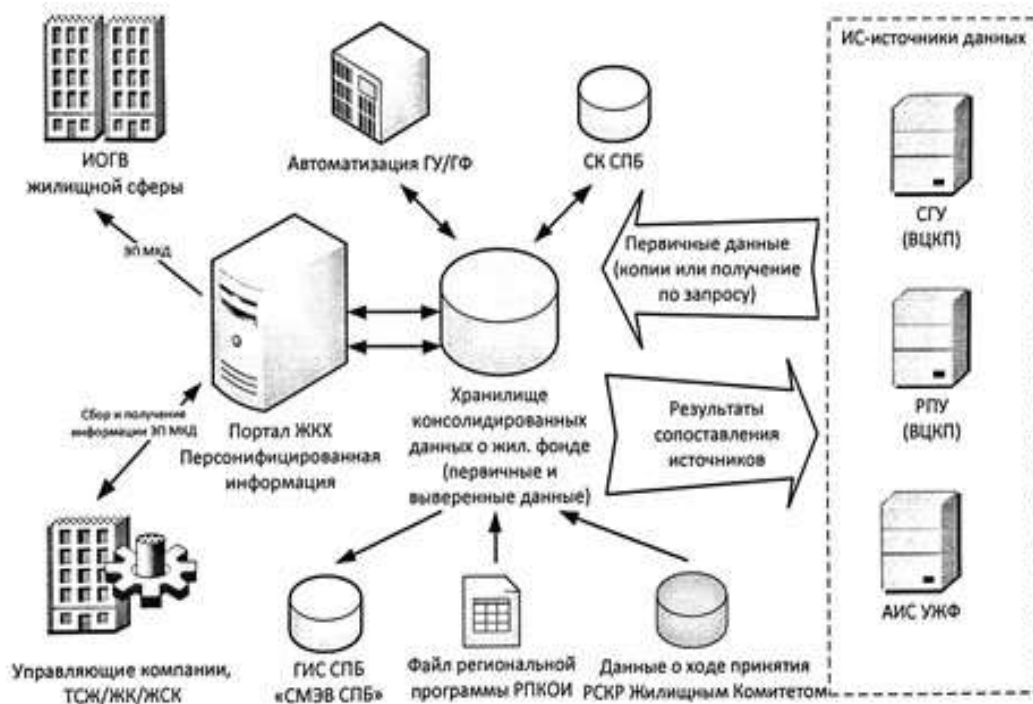 ИС-источники данных
ИОГВ
жилищной сферы
Автоматизация ГУ/ГФ
СК СПБ
СГУ
(ВЦКП)
ЭП МКД
Первичные данные
(копии или получение
по запросу)
РПУ
(ВЦКП)
Сбор и получение
информации ЭП МКД
Портал ЖКХ
Персонифицированная
информация
Хранилище
консолидированных
данных о жил. фонде
(первичные и
выверенные данные)
Результаты
сопоставления
источников
АИС УЖФ
Управляющие компании,
ТСЖ/ЖК/ЖСК
ГИС СПБ
«СМЭВ СПБ»
Файл региональной
программы РПКОИ
Данные о ходе принятия
РСКР Жилищным Комитетом